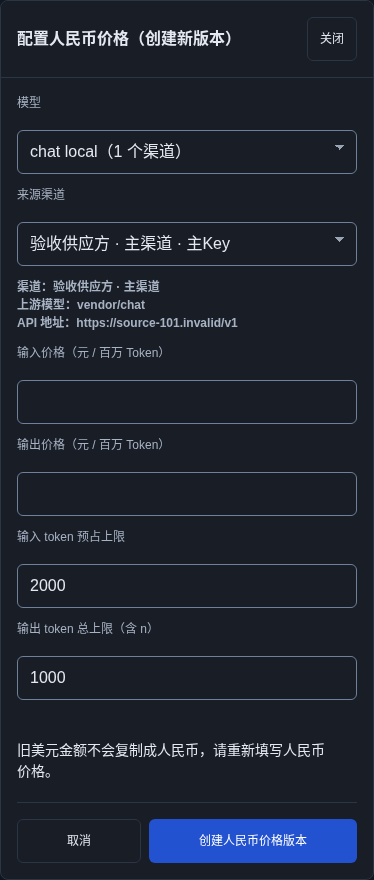 配置人民币价格（创建新版本）
关闭
模型
chat local（1 个渠道）
来源渠道
验收供应方 · 主渠道 · 主Key
渠道：验收供应方 · 主渠道
上游模型：vendor/chat
API 地址：https://source-101.invalid/v1
输入价格（元 / 百万 Token）
输出价格（元 / 百万 Token）
输入 token 预占上限
2000
输出 token 总上限（含 n）
1000
旧美元金额不会复制成人民币，请重新填写人民币
价格。
取消
创建人民币价格版本